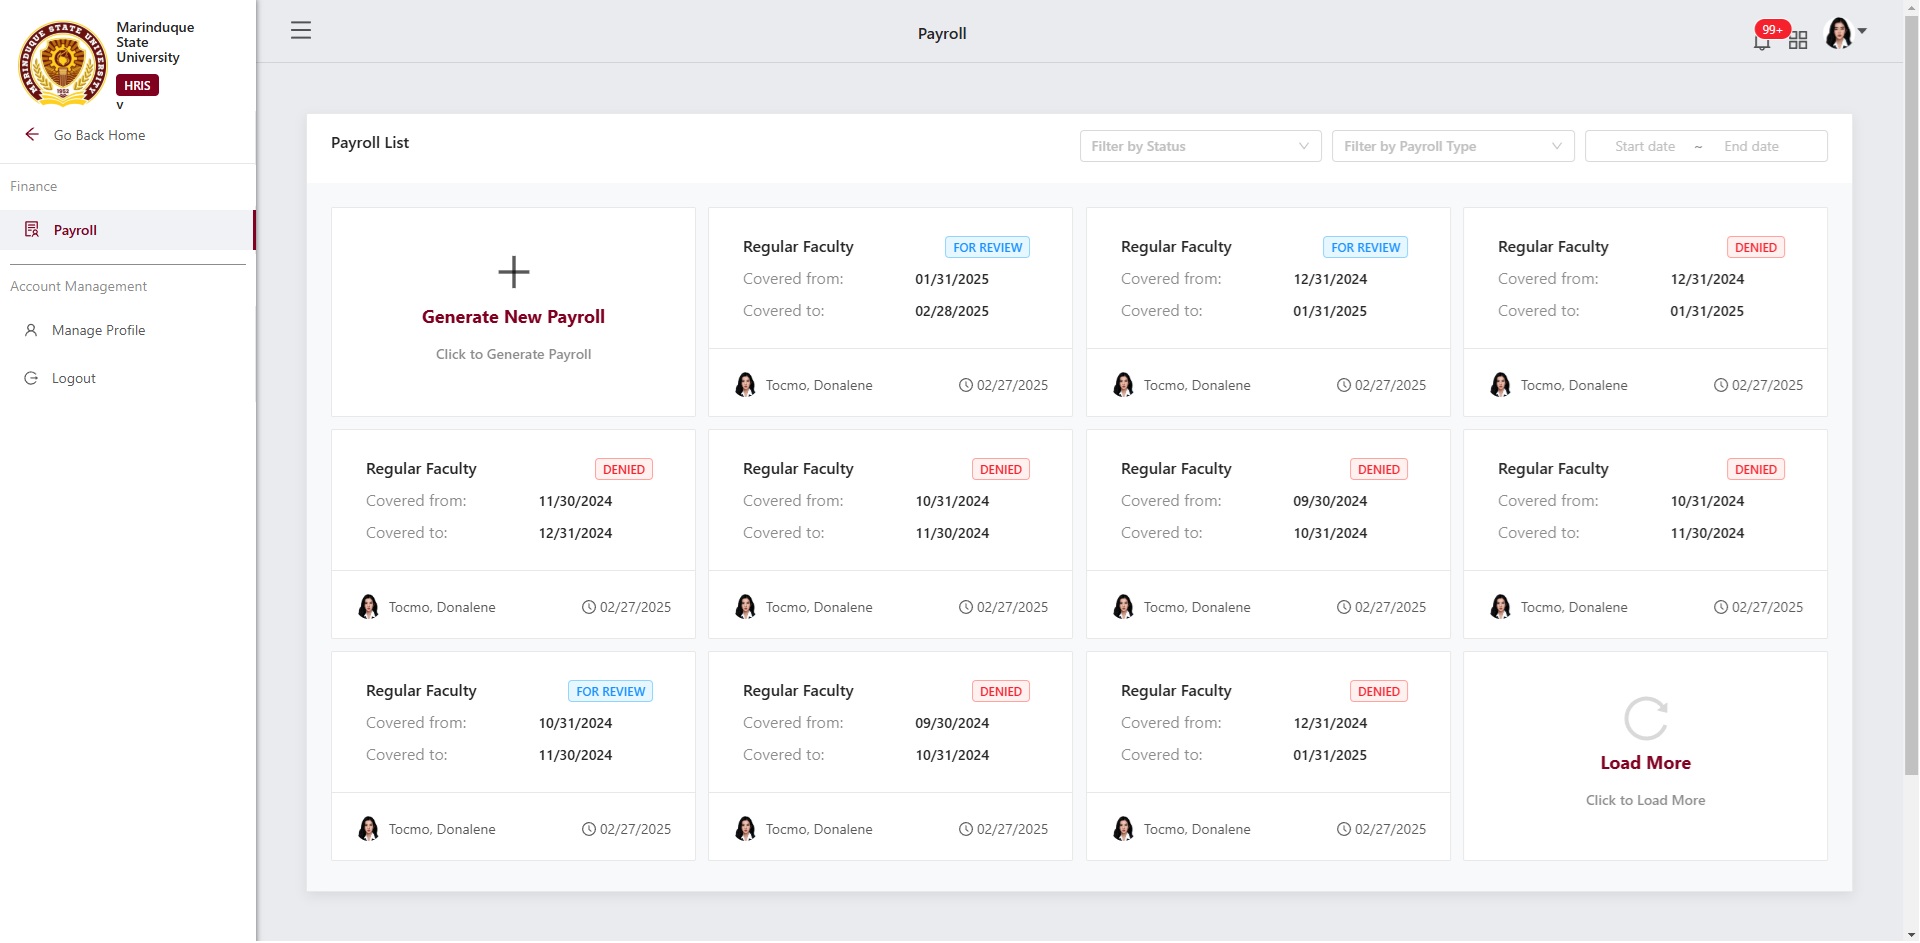 Marinduque
State
University
HRIS
v
Go Back Home
Finance
Payroll
Account Management
Manage Profile
Logout
Payroll
99+
Payroll List
Filter by Status
Filter by Payroll Type
Start date ~ End date
Generate New Payroll
Click to Generate Payroll
Regular Faculty FOR REVIEW
Covered from: 01/31/2025
Covered to: 02/28/2025
Tocmo, Donalene 02/27/2025
Regular Faculty FOR REVIEW
Covered from: 12/31/2024
Covered to: 01/31/2025
Tocmo, Donalene 02/27/2025
Regular Faculty DENIED
Covered from: 12/31/2024
Covered to: 01/31/2025
Tocmo, Donalene 02/27/2025
Regular Faculty DENIED
Covered from: 11/30/2024
Covered to: 12/31/2024
Tocmo, Donalene 02/27/2025
Regular Faculty DENIED
Covered from: 10/31/2024
Covered to: 11/30/2024
Tocmo, Donalene 02/27/2025
Regular Faculty DENIED
Covered from: 09/30/2024
Covered to: 10/31/2024
Tocmo, Donalene 02/27/2025
Regular Faculty DENIED
Covered from: 10/31/2024
Covered to: 11/30/2024
Tocmo, Donalene 02/27/2025
Regular Faculty FOR REVIEW
Covered from: 10/31/2024
Covered to: 11/30/2024
Tocmo, Donalene 02/27/2025
Regular Faculty DENIED
Covered from: 09/30/2024
Covered to: 10/31/2024
Tocmo, Donalene 02/27/2025
Regular Faculty DENIED
Covered from: 12/31/2024
Covered to: 01/31/2025
Tocmo, Donalene 02/27/2025
Load More
Click to Load More
MARINDUQUE STATE UNIVERSITY
1952